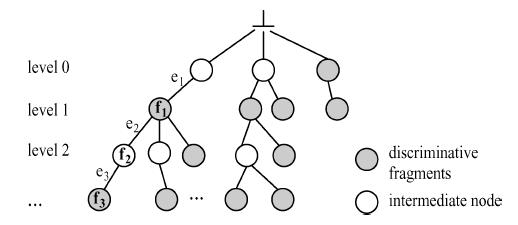 level 0
e1
level 1
f1
e2
level 2
f2
discriminative
fragments
e3
...
f3
...
intermediate node